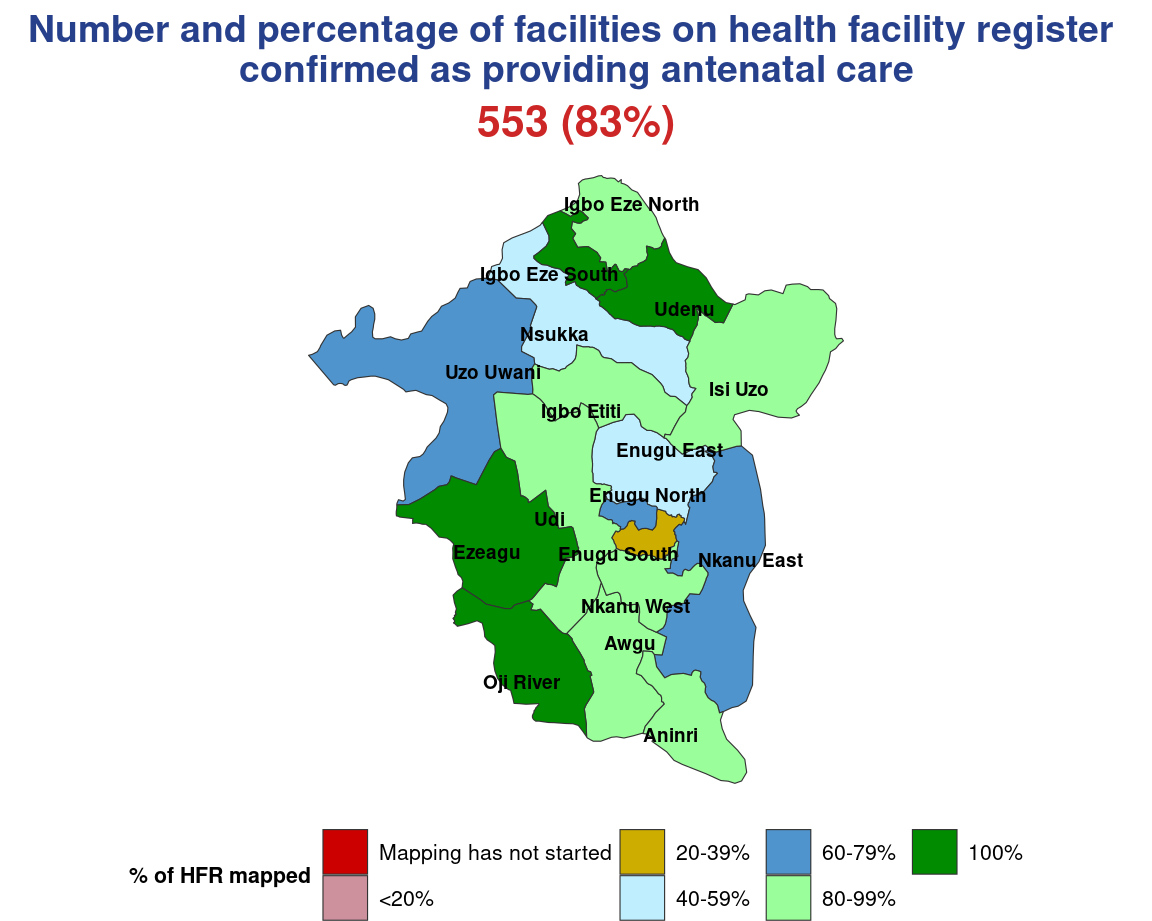 Number and percentage of facilities on health facility register
confirmed as providing antenatal care
553 (83%)
Igbo Eze North
Igbo Eze South
Udenu
Nsukka
Uzo Uwani
Isi Uzo
Igbo Etiti
Enugu East
Enugu North
Udi
Ezeagu
Enugu South
Nkanu East
Nkanu West
Awgu
Oji River
Aninri
% of HFR mapped
Mapping has not started
<20%
20-39%
40-59%
60-79%
80-99%
100%